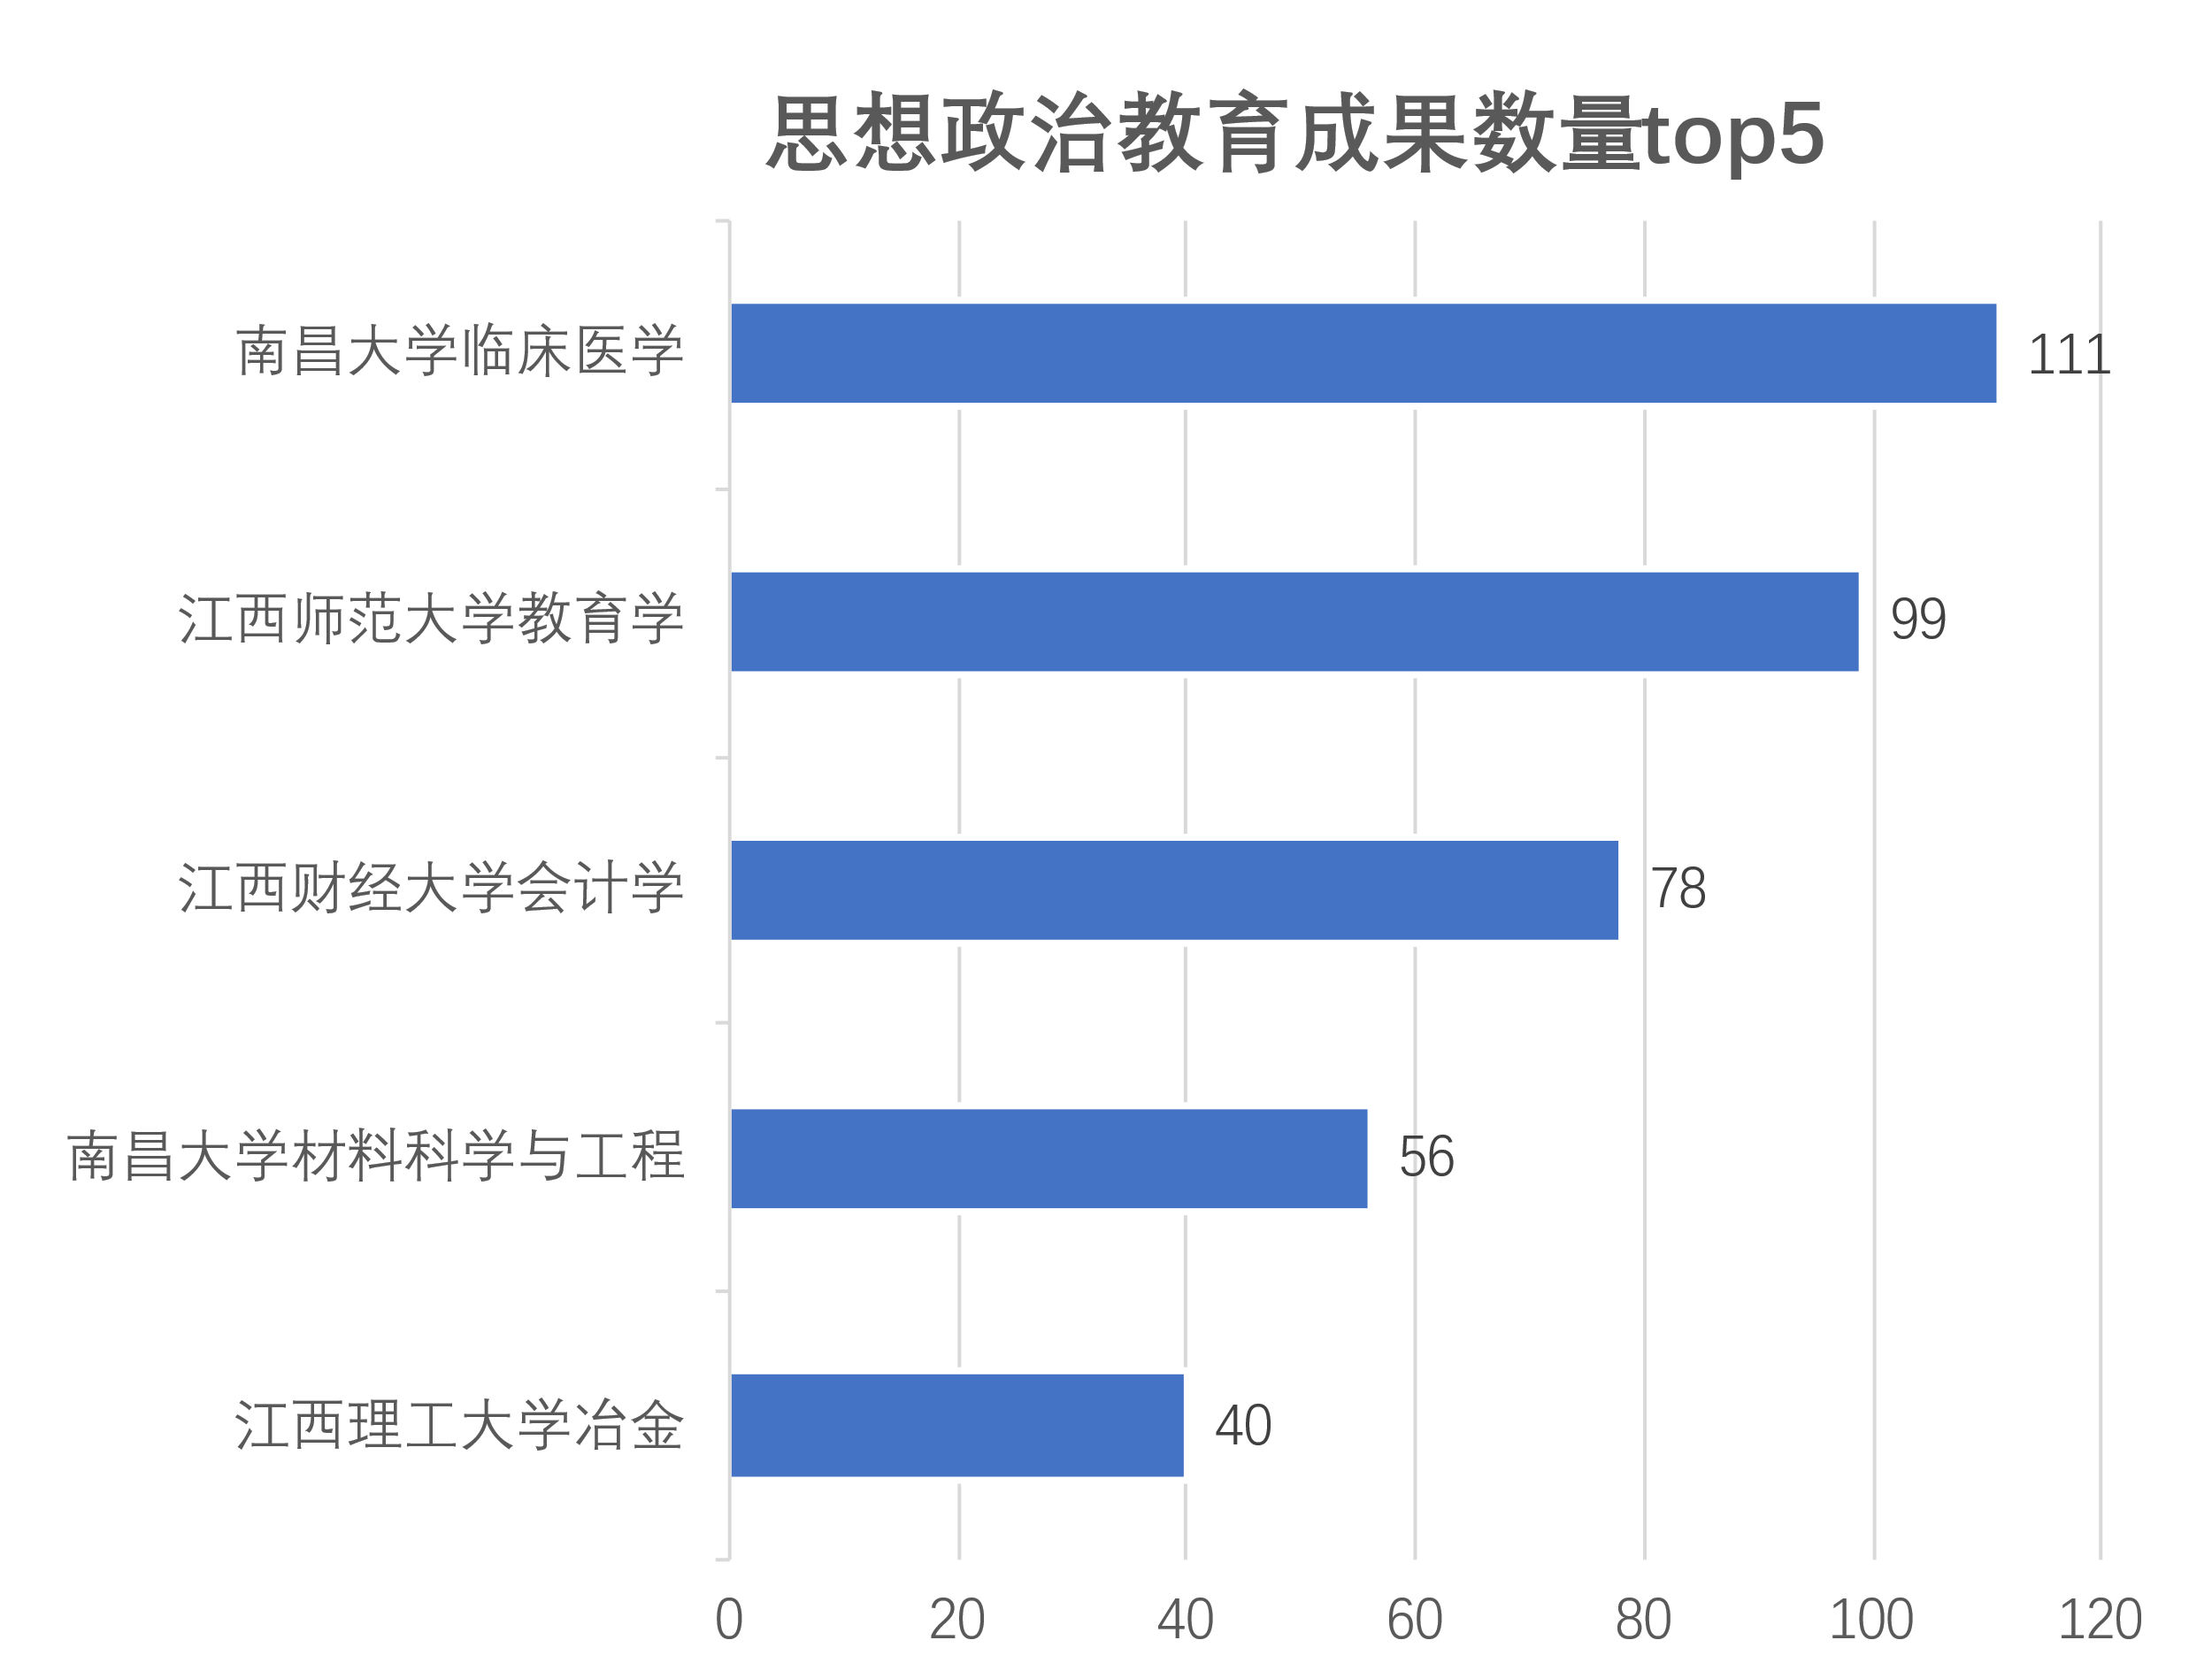 思想政治教育成果数量top5
南昌大学临床医学
111
江西师范大学教育学
99
江西财经大学会计学
78
南昌大学材料科学与工程
56
江西理工大学冶金
40
0 20 40 60 80 100 120